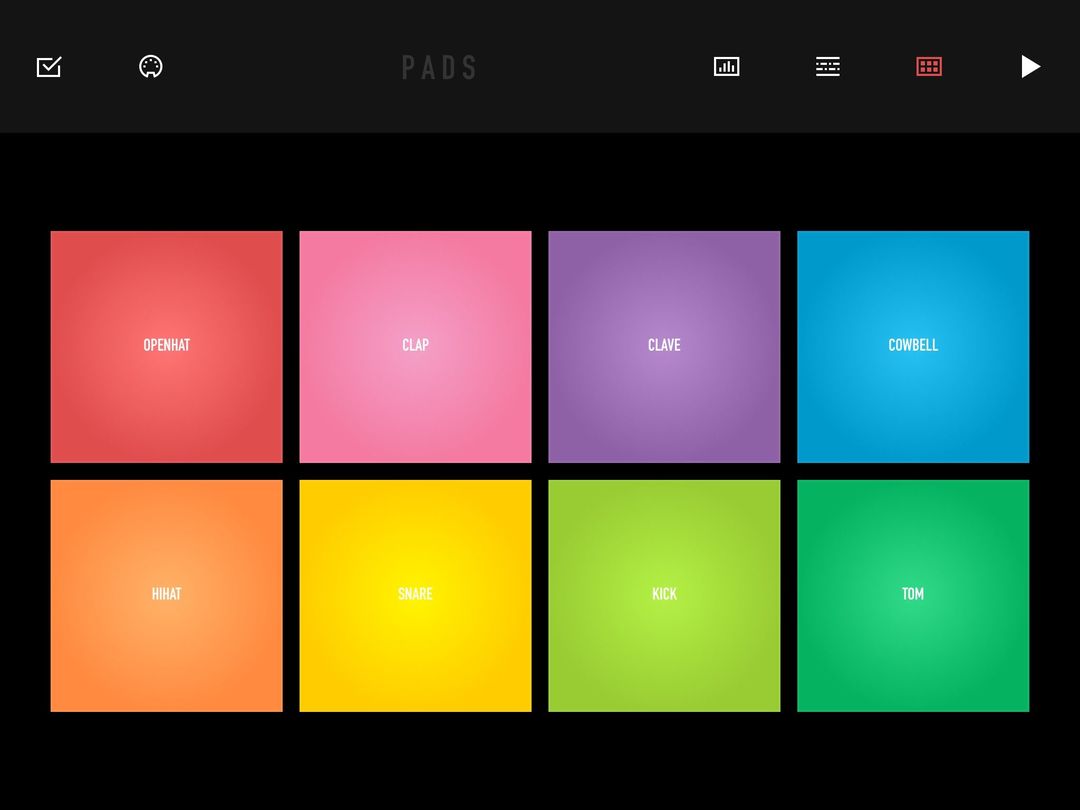 PADS
OPENHAT
CLAP
CLAVE
COWBELL
HIHAT
SNARE
KICK
TOM